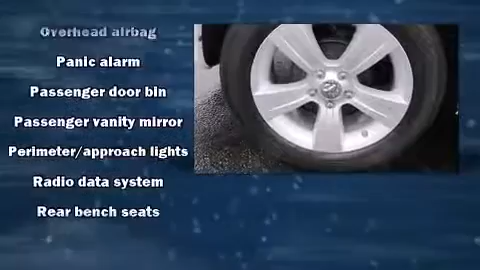 Overhead airbag
Panic alarm
Passenger door bin
Passenger vanity mirror
Perimeter/approach lights
Radio data system
Rear bench seats